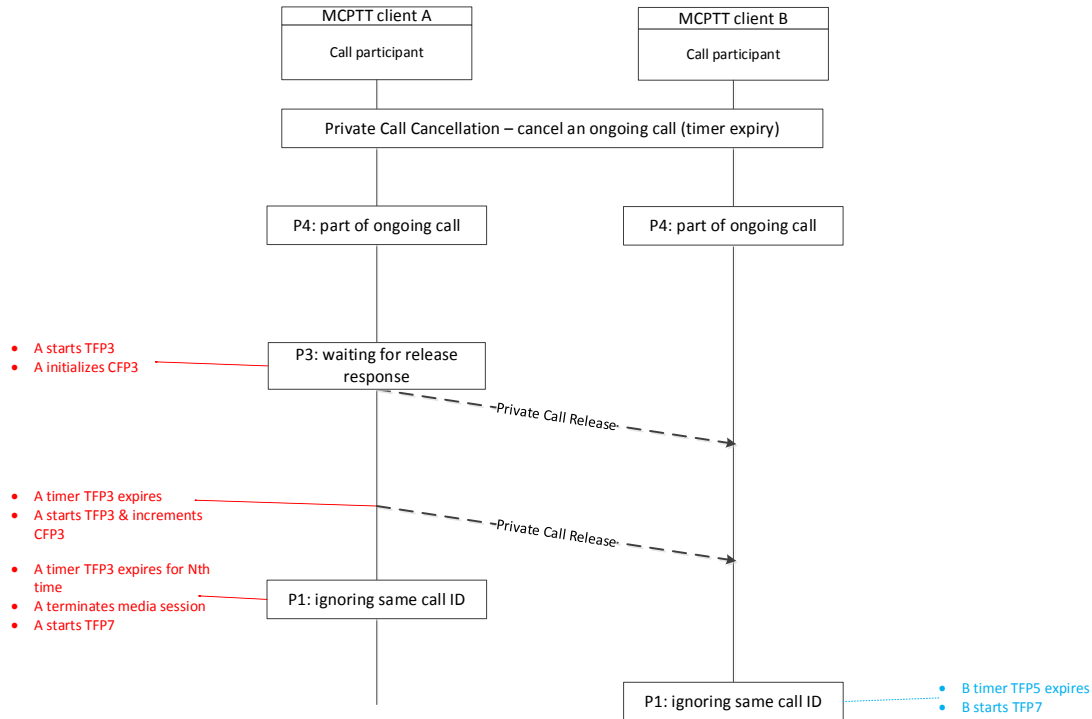 MCPTT client A
Call participant
MCPTT client B
Call participant
Private Call Cancellation – cancel an ongoing call (timer expiry)
P4: part of ongoing call
P4: part of ongoing call
• A starts TFP3
• A initializes CFP3
P3: waiting for release
response
Private Call Release
• A timer TFP3 expires
• A starts TFP3 & increments
CFP3
Private Call Release
• A timer TFP3 expires for Nth
time
• A terminates media session
• A starts TFP7
P1: ignoring same call ID
P1: ignoring same call ID
• B timer TFP5 expires
• B starts TFP7